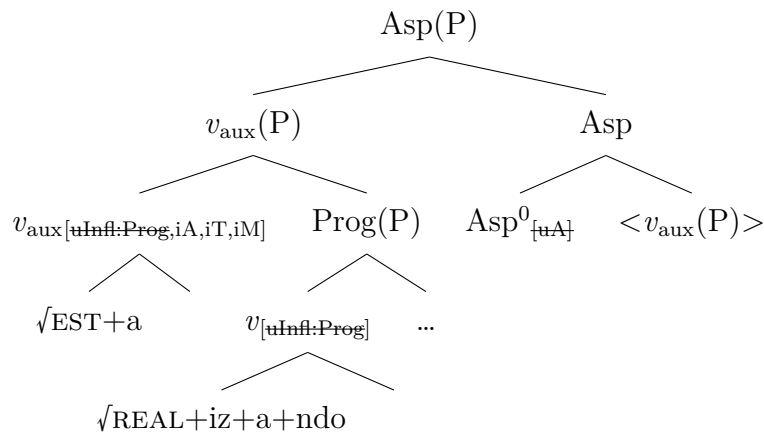 Asp(P)
v_aux(P) Asp
v_aux[uInfl:Prog,iA,iT,iM] Prog(P) Asp⁰[uA] <v_aux(P)>
√EST+a v[uInfl:Prog] ...
√REAL+iz+a+ndo